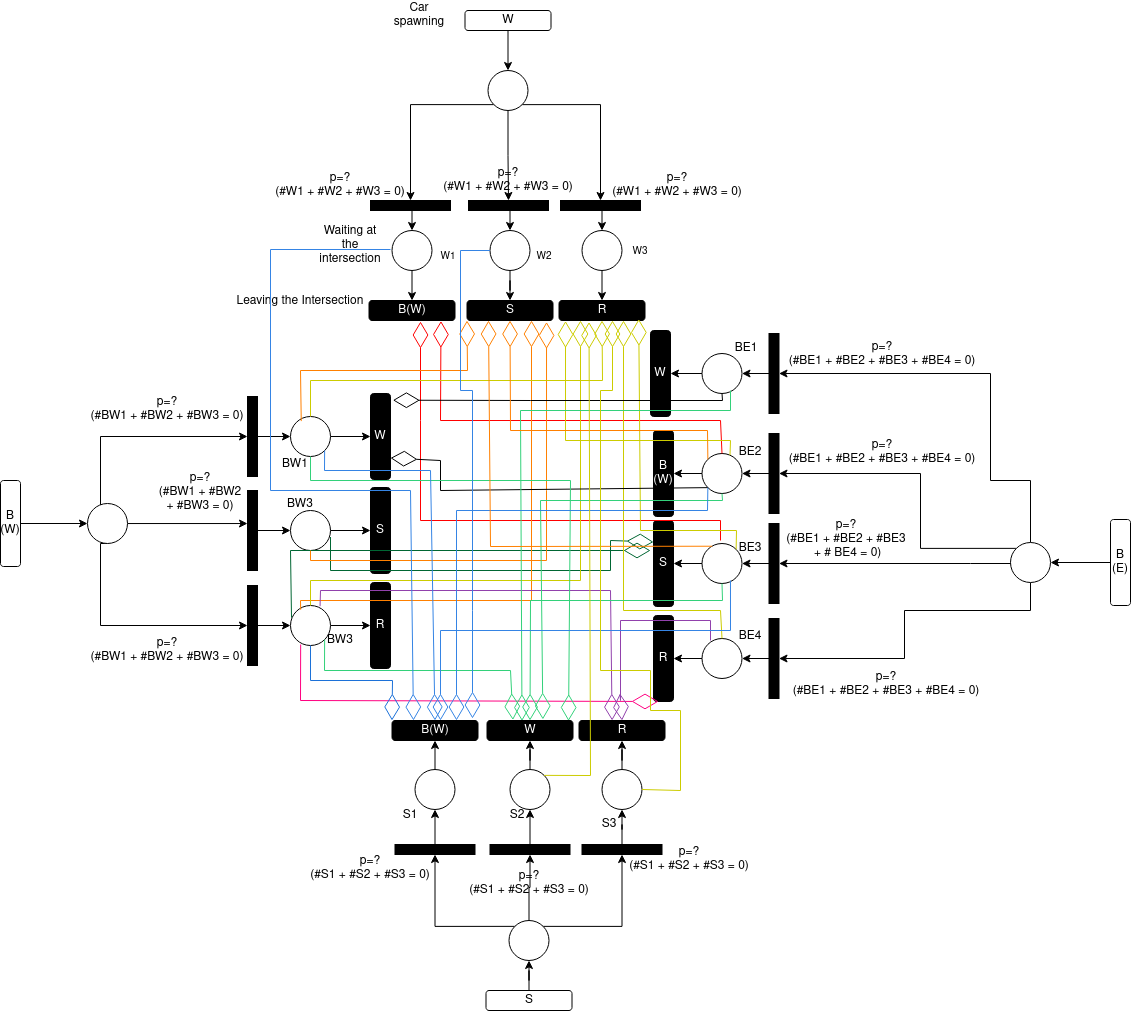 Car
spawning
W
p=?
(#W1 + #W2 + #W3 = 0)
p=?
(#W1 + #W2 + #W3 = 0)
p=?
(#W1 + #W2 + #W3 = 0)
Waiting at
the
intersection
W1
W2
W3
Leaving the Intersection
B(W)
S
R
W
BE1
p=?
(#BE1 + #BE2 + #BE3 + #BE4 = 0)
p=?
(#BW1 + #BW2 + #BW3 = 0)
BW1
W
B
(W)
BE2
p=?
(#BE1 + #BE2 + #BE3 + #BE4 = 0)
p=?
(#BW1 + #BW2
+ #BW3 = 0)
BW3
S
B
(W)
S
BE3
p=?
(#BE1 + #BE2 + #BE3
+ # BE4 = 0)
B
(E)
p=?
(#BW1 + #BW2 + #BW3 = 0)
BW3
R
R
BE4
p=?
(#BE1 + #BE2 + #BE3 + #BE4 = 0)
B(W)
W
R
S1
S2
S3
p=?
(#S1 + #S2 + #S3 = 0)
p=?
(#S1 + #S2 + #S3 = 0)
p=?
(#S1 + #S2 + #S3 = 0)
S